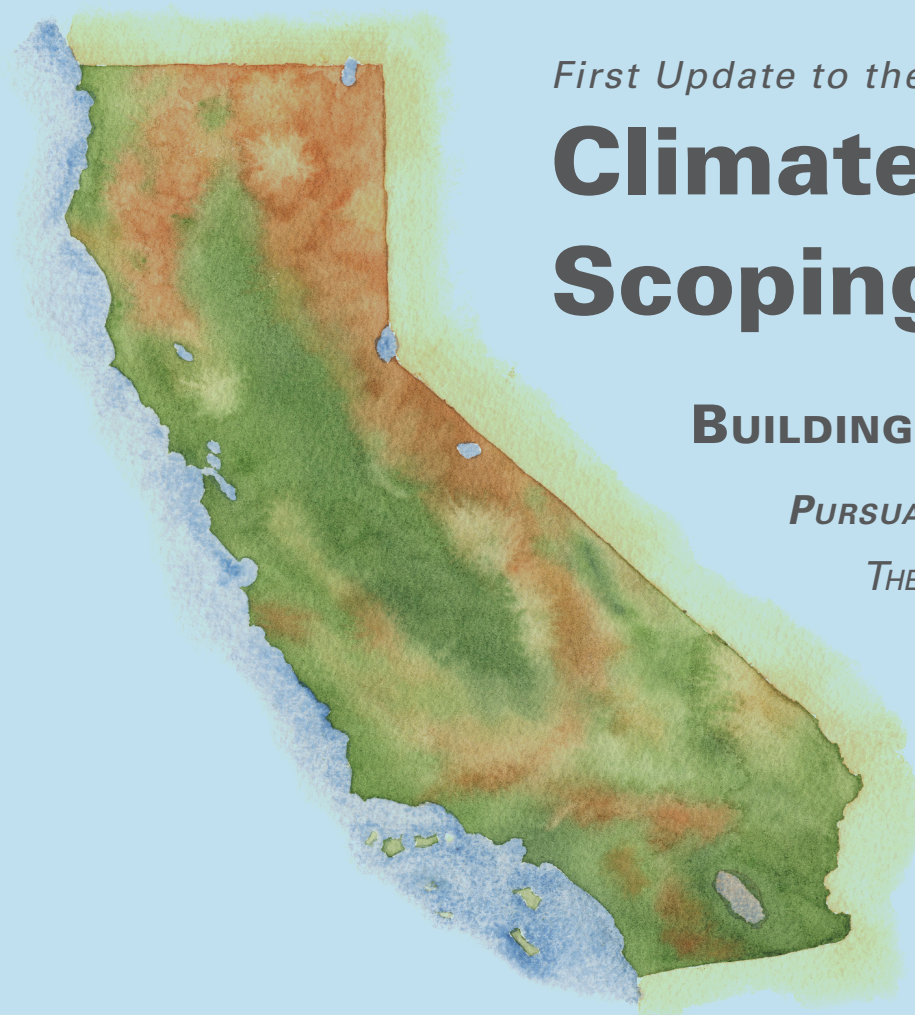 First Update to the
Climate
Scoping
BUILDING
PURSUA
THE